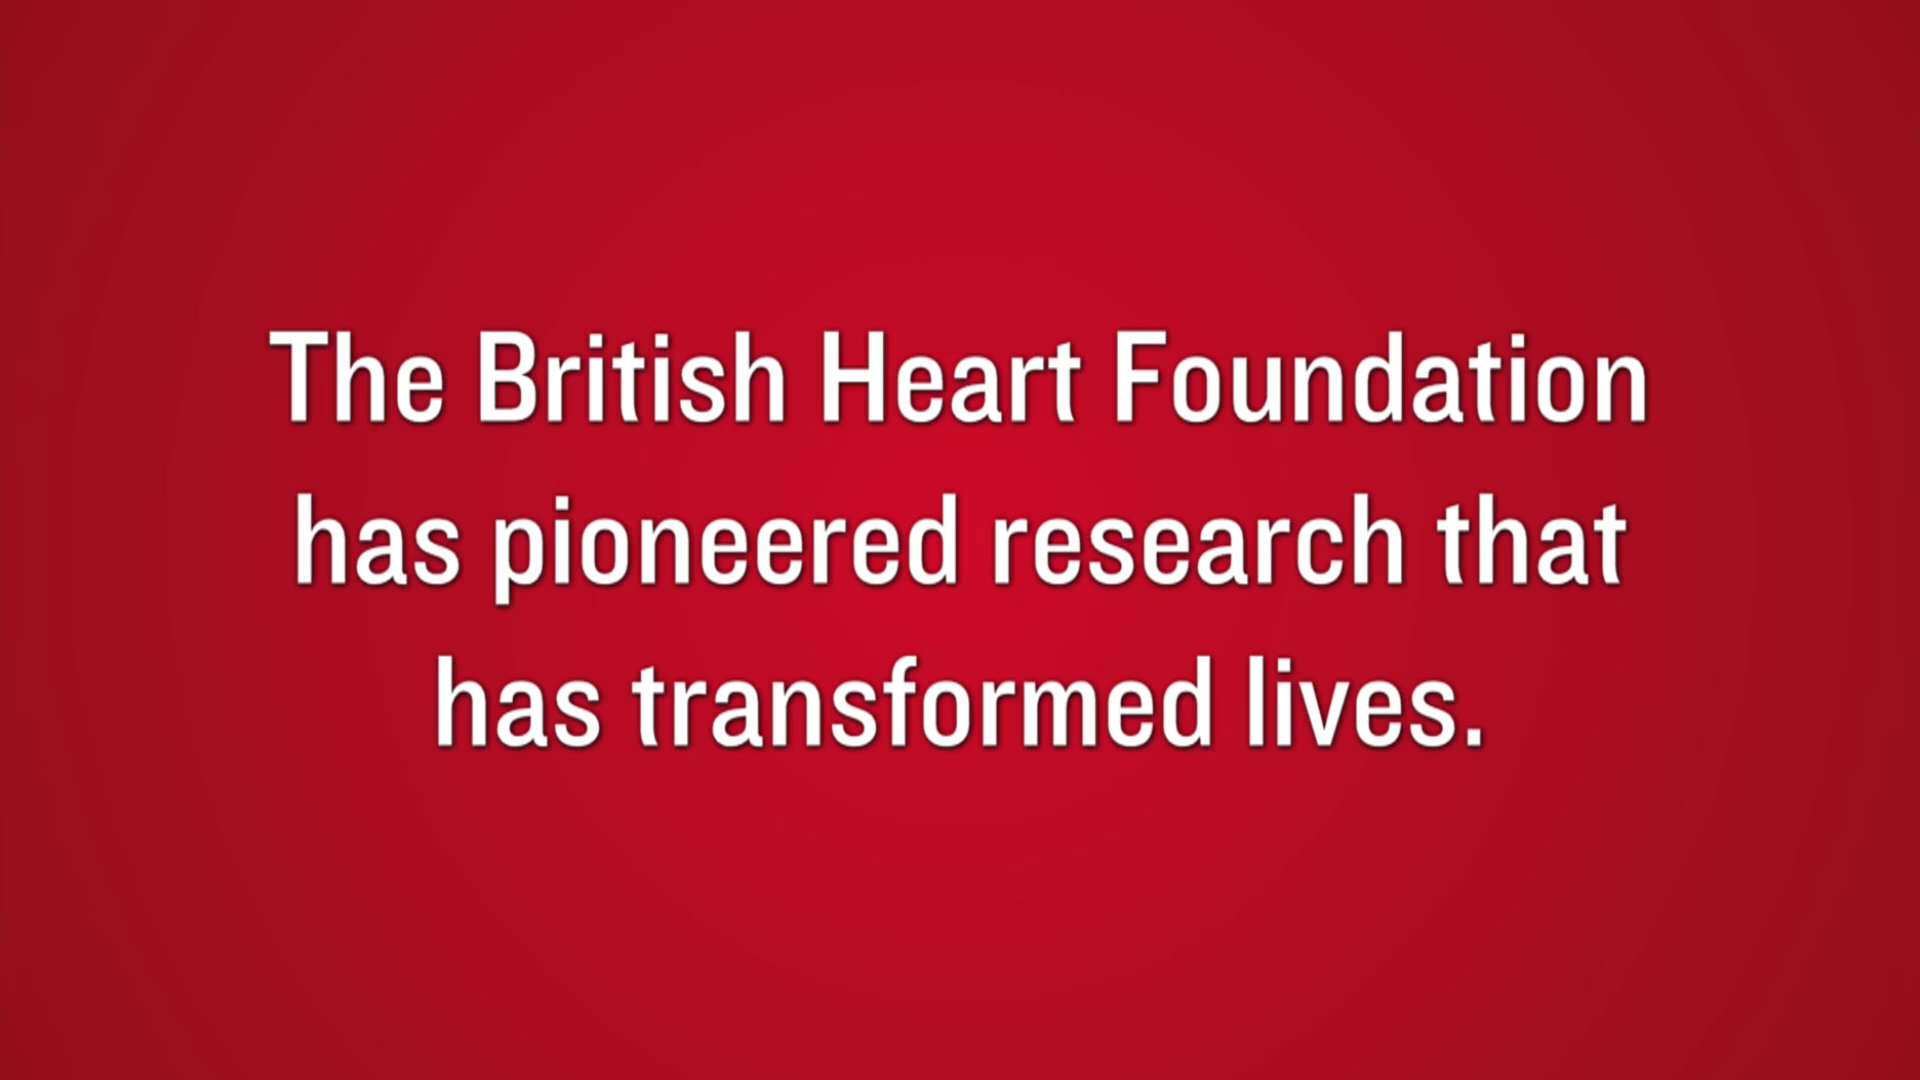 The British Heart Foundation
has pioneered research that
has transformed lives.